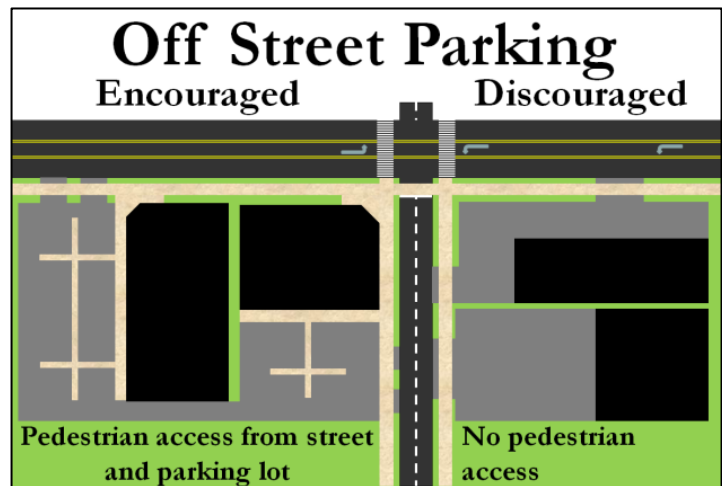 Off Street Parking
Encouraged
Discouraged
Pedestrian access from street
and parking lot
No pedestrian
access